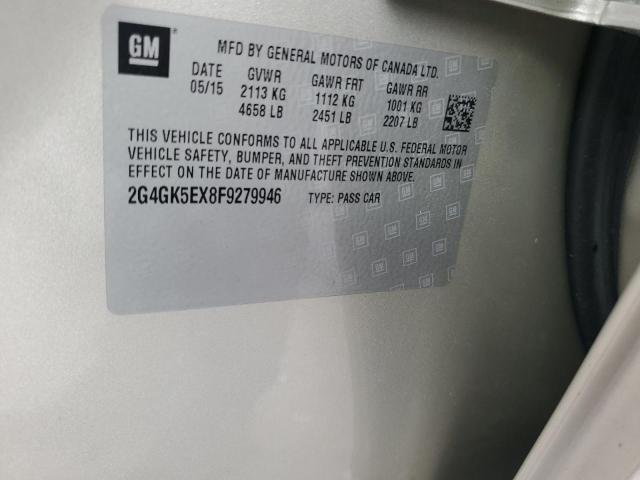 GM
MFD BY GENERAL MOTORS OF CANADA LTD.
DATE GVWR GAWR FRT GAWR RR
05/15 2113 KG 1112 KG 1001 KG
4658 LB 2451 LB 2207 LB
THIS VEHICLE CONFORMS TO ALL APPLICABLE U.S. FEDERAL MOTOR
VEHICLE SAFETY, BUMPER, AND THEFT PREVENTION STANDARDS IN
EFFECT ON THE DATE OF MANUFACTURE SHOWN ABOVE.
2G4GK5EX8F9279946 TYPE: PASS CAR